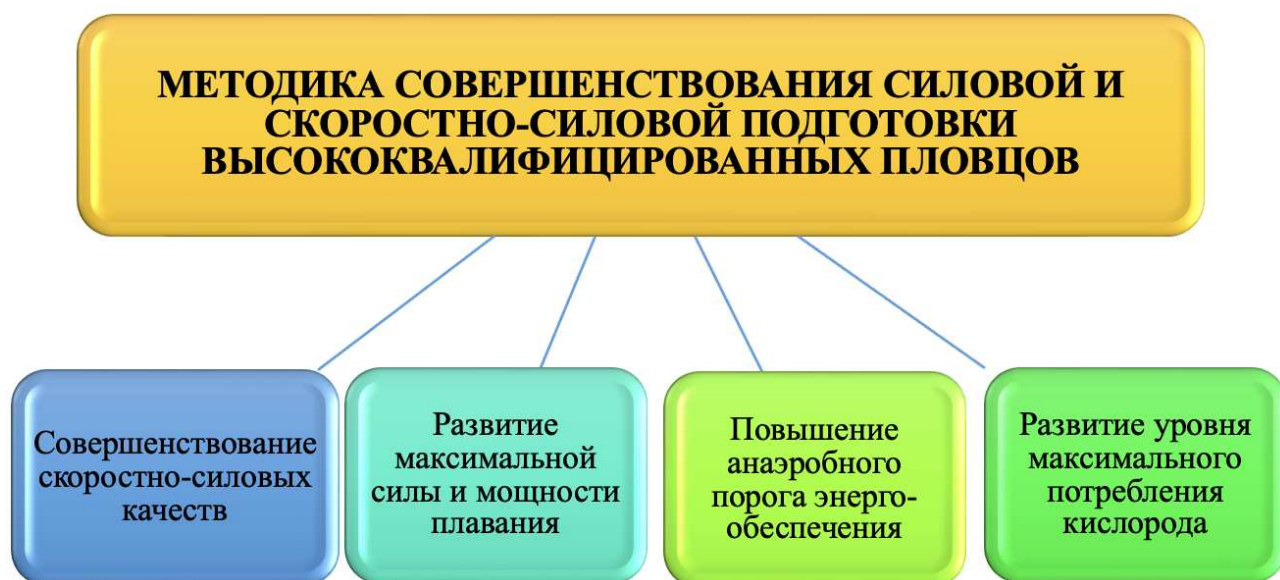 МЕТОДИКА СОВЕРШЕНСТВОВАНИЯ СИЛОВОЙ И
СКОРОСТНО-СИЛОВОЙ ПОДГОТОВКИ
ВЫСОКОКВАЛИФИЦИРОВАННЫХ ПЛОВЦОВ
Совершенствование
скоростно-силовых
качеств
Развитие
максимальной
силы и мощности
плавания
Повышение
анаэробного
порога энерго-
обеспечения
Развитие уровня
максимального
потребления
кислорода